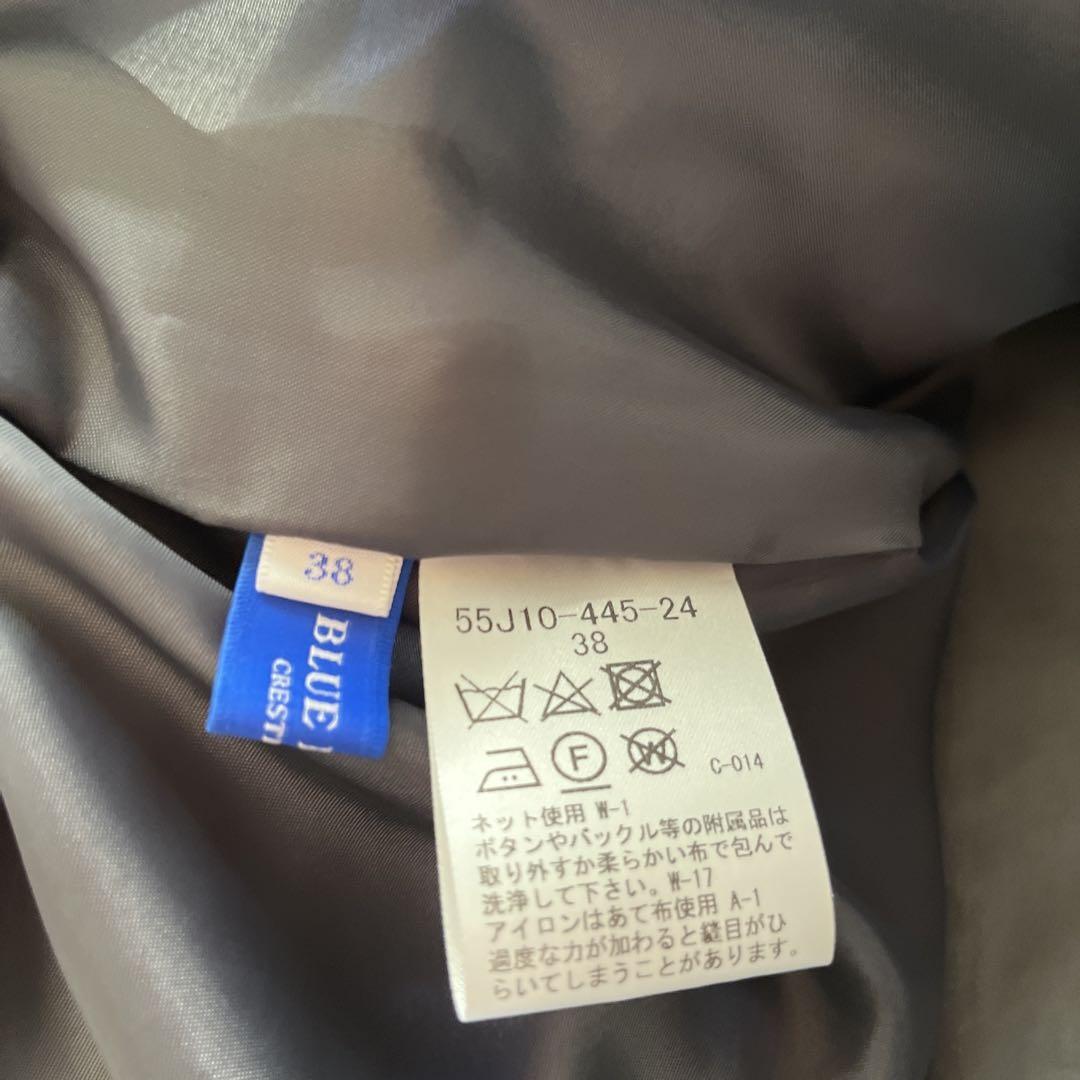 38
BLUE
CREST
55J10-445-24
38
F
W
C-014
ネット使用 W-1
ボタンやバックル等の附属品は
取り外すか柔らかい布で包んで
洗浄して下さい。W-17
アイロンはあて布使用 A-1
過度な力が加わると縫目がひ
らいてしまうことがあります。